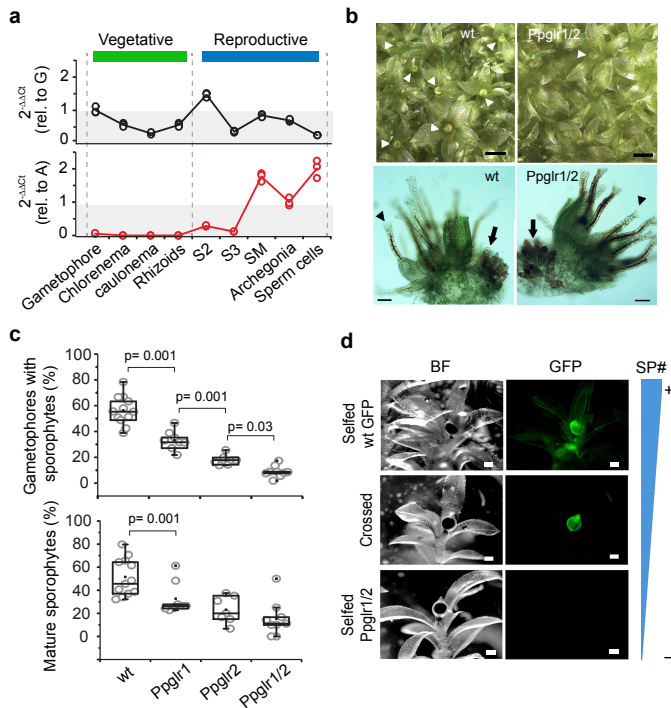 a
Vegetative Reproductive
2
1
0
2^-ΔΔCt
(rel. to G)
2
1
0
2^-ΔΔCt
(rel. to A)
Gametophore
Chlorenema
caulonema
Rhizoids
S2
S3
SM
Archegonia
Sperm cells
b
wt Ppglr1/2
wt Ppglr1/2
c
p= 0.001
p= 0.001
p= 0.03
100
80
60
40
20
0
Gametophores with
sporophytes (%)
p= 0.001
100
80
60
40
20
0
Mature sporophytes (%)
wt
Ppglr1
Ppglr2
Ppglr1/2
d
BF GFP SP#
Selfed
wt GFP
Crossed
Selfed
Ppglr1/2
+
–